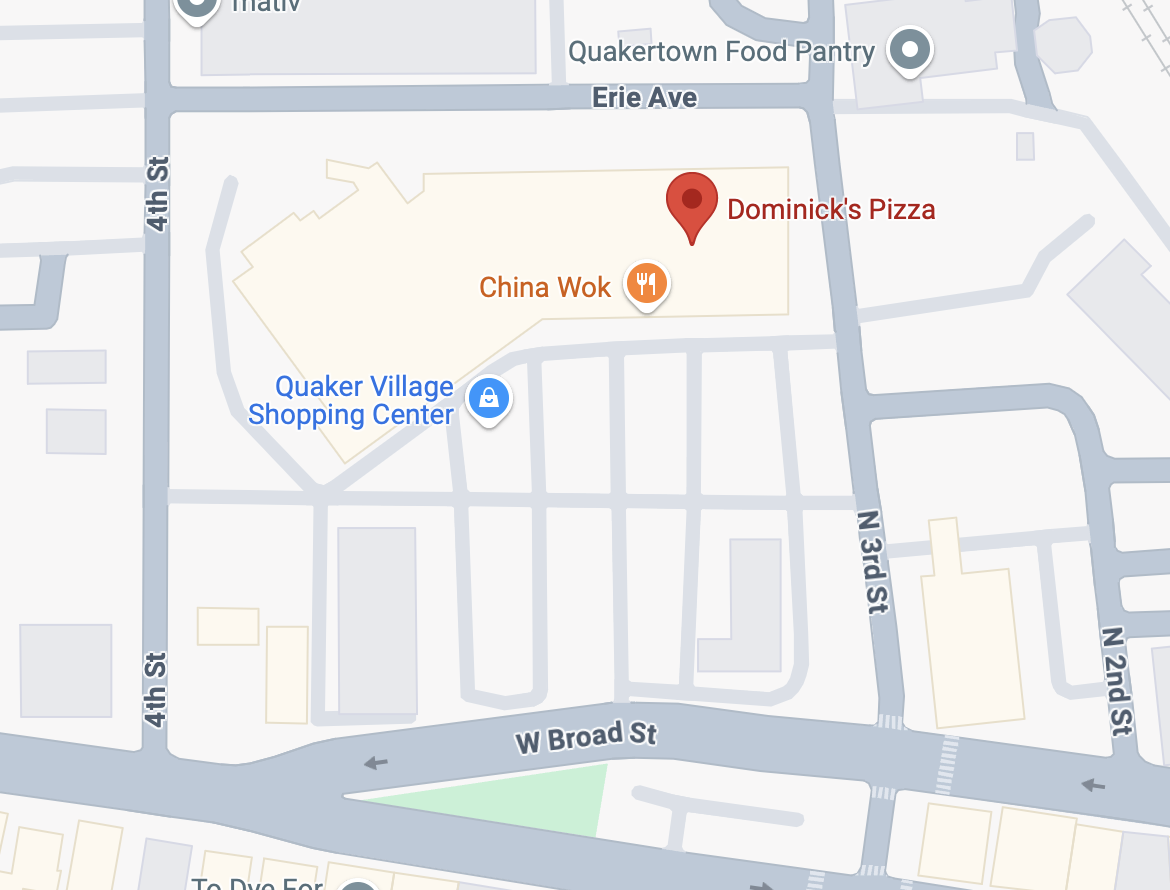 mativ
Quakertown Food Pantry
Erie Ave
4th St
Dominick's Pizza
China Wok
Quaker Village
Shopping Center
N 3rd St
N 2nd St
4th St
W Broad St
To Dye For